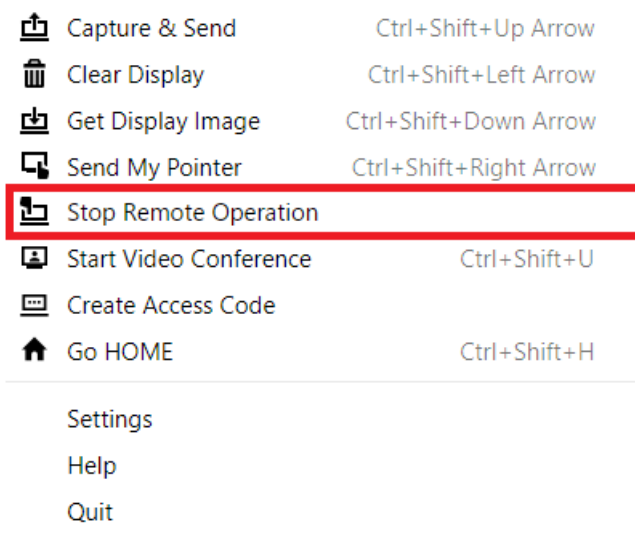 Capture & Send Ctrl+Shift+Up Arrow
Clear Display Ctrl+Shift+Left Arrow
Get Display Image Ctrl+Shift+Down Arrow
Send My Pointer Ctrl+Shift+Right Arrow
Stop Remote Operation
Start Video Conference Ctrl+Shift+U
Create Access Code
Go HOME Ctrl+Shift+H
Settings
Help
Quit